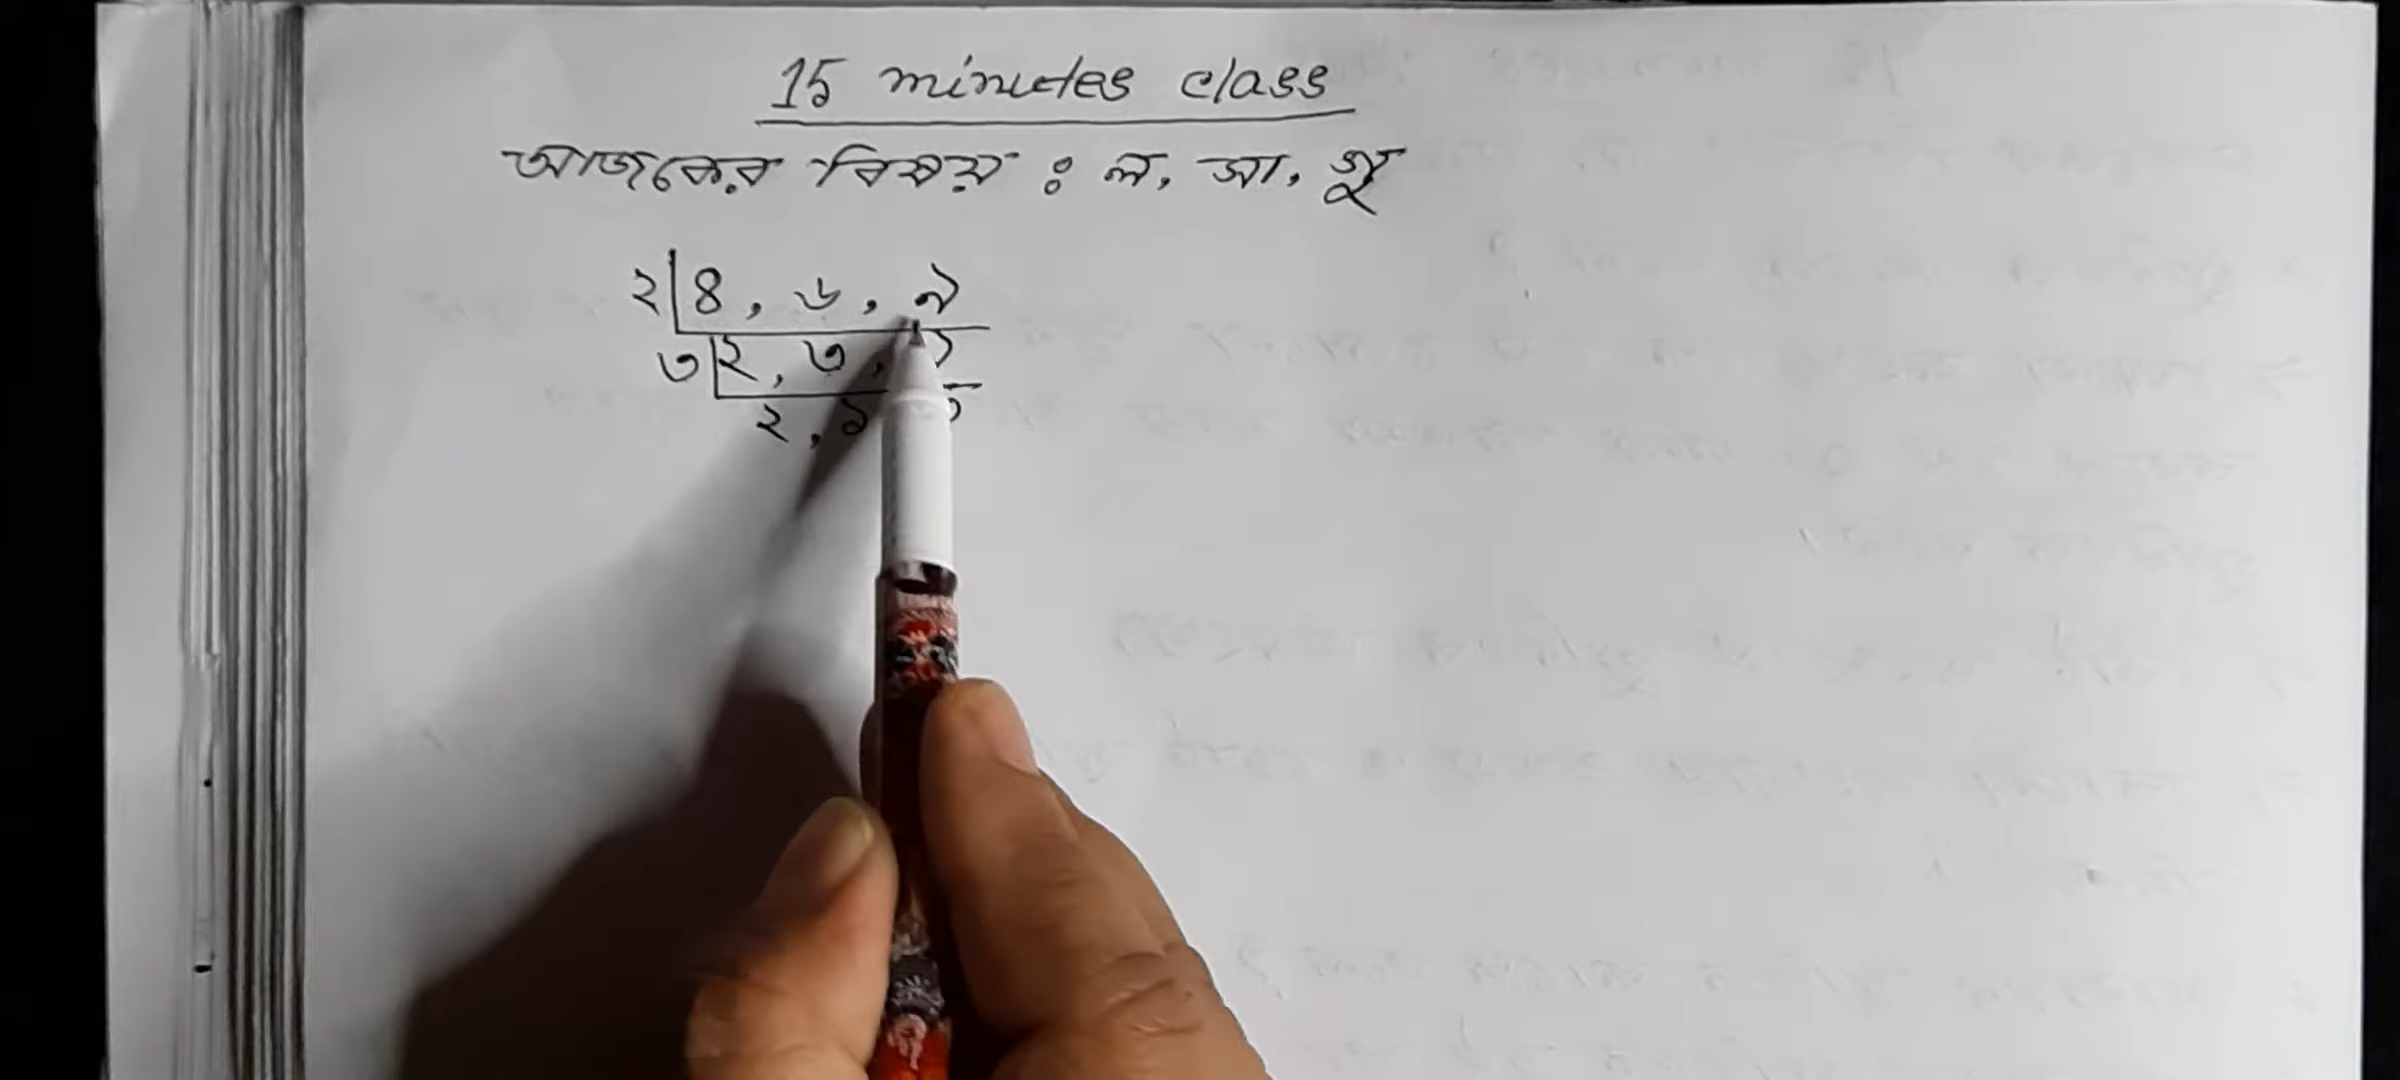 15 minutes class
আজকের বিষয় : ল, সা, গু
২ | ৪ , ৬ , ৯
৩ | ২ , ৩ ,
২ , ১